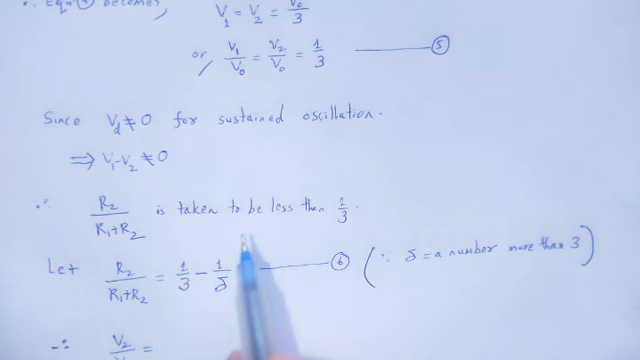 ∴ Equⁿ④ becomes, V₁ = V₂ = V₀/3
or, V₁/V₀ = V₂/V₀ = 1/3 ——— ⑤
Since V_d ≠ 0 for sustained oscillation.
⟹ V₁-V₂ ≠ 0
∴ R₂/(R₁+R₂) is taken to be less than 1/3.
Let R₂/(R₁+R₂) = 1/3 - 1/δ ——— ⑥ (∵ δ = a number more than 3)
∴ V₂/V₀ =